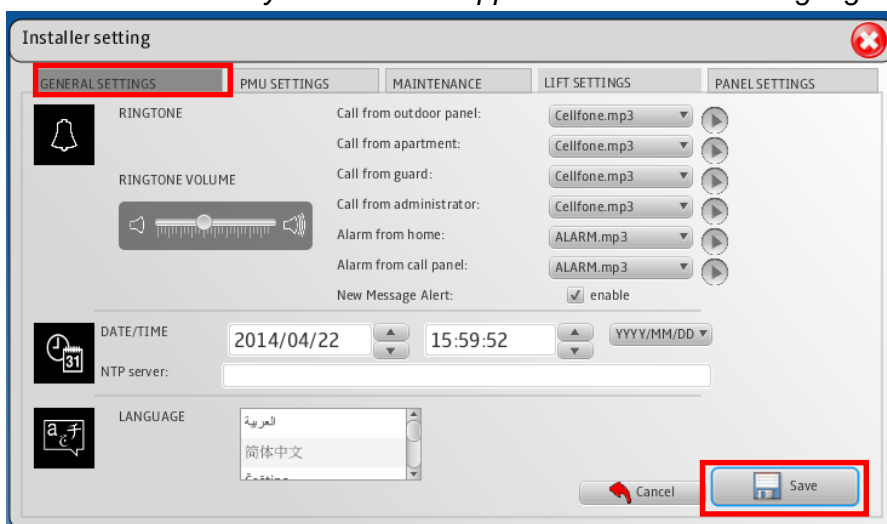 Installer setting
GENERAL SETTINGS PMU SETTINGS MAINTENANCE LIFT SETTINGS PANEL SETTINGS
RINGTONE
Call from outdoor panel: Cellfone.mp3
Call from apartment: Cellfone.mp3
RINGTONE VOLUME
Call from guard: Cellfone.mp3
Call from administrator: Cellfone.mp3
Alarm from home: ALARM.mp3
Alarm from call panel: ALARM.mp3
New Message Alert: enable
DATE/TIME 2014/04/22 15:59:52 YYYY/MM/DD
31
NTP server:
LANGUAGE
العربية
简体中文
Cancel Save